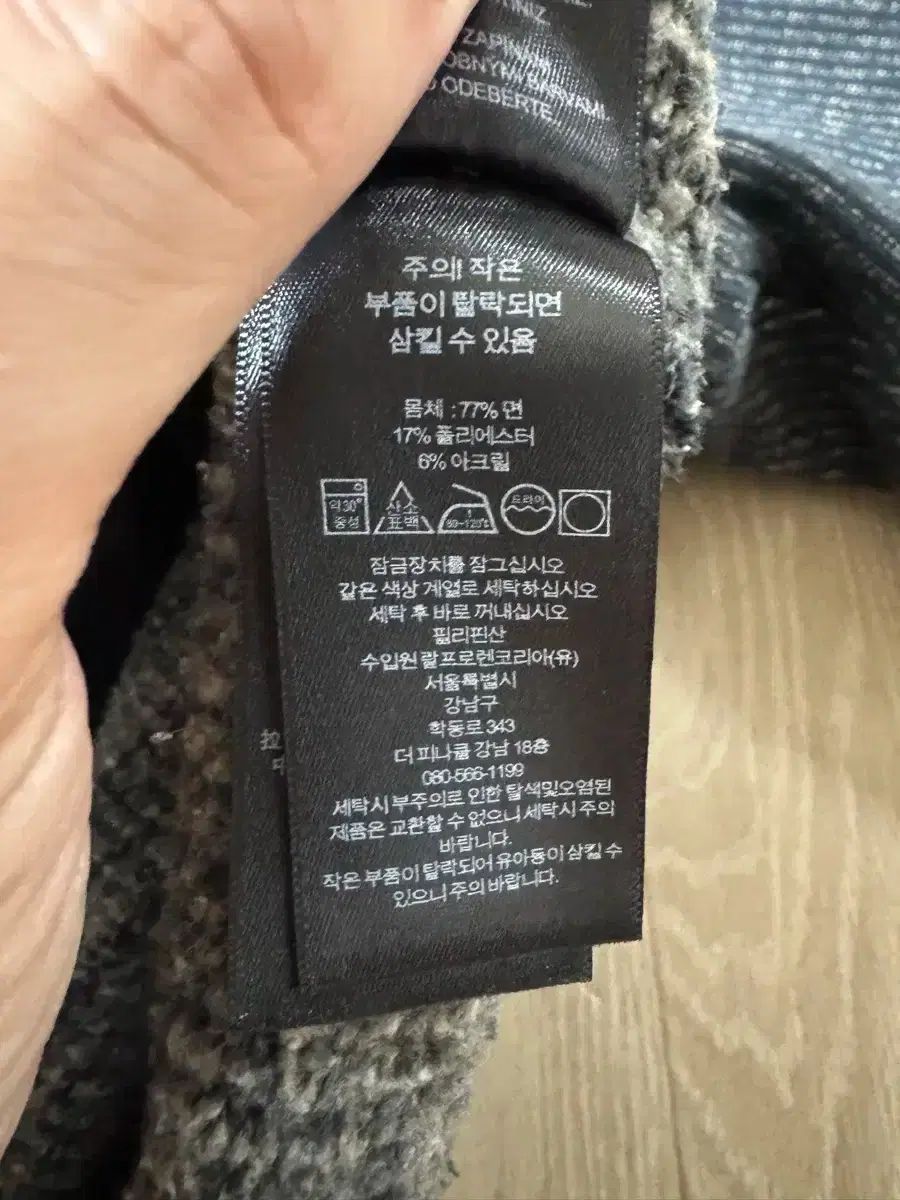 TINIZ
ZAPINANI
OBNYMI BARVAMI
ODEBERTE.
주의! 작은
부품이 탈락되면
삼킬 수 있음
몸체 : 77% 면
17% 폴리에스터
6% 아크릴
약30° 중성
산소 표백
1 80~120℃
드라이
잠금장치를 잠그십시오
같은 색상 계열로 세탁하십시오
세탁 후 바로 꺼내십시오
필리핀산
수입원 랄프로렌코리아(유)
서울특별시
강남구
학동로 343
더 피나클 강남 18층
080-566-1199
세탁시 부주의로 인한 탈색및오염된
제품은 교환할 수 없으니 세탁시 주의
바랍니다.
작은 부품이 탈락되어 유아동이 삼킬 수
있으니 주의 바랍니다.
拉